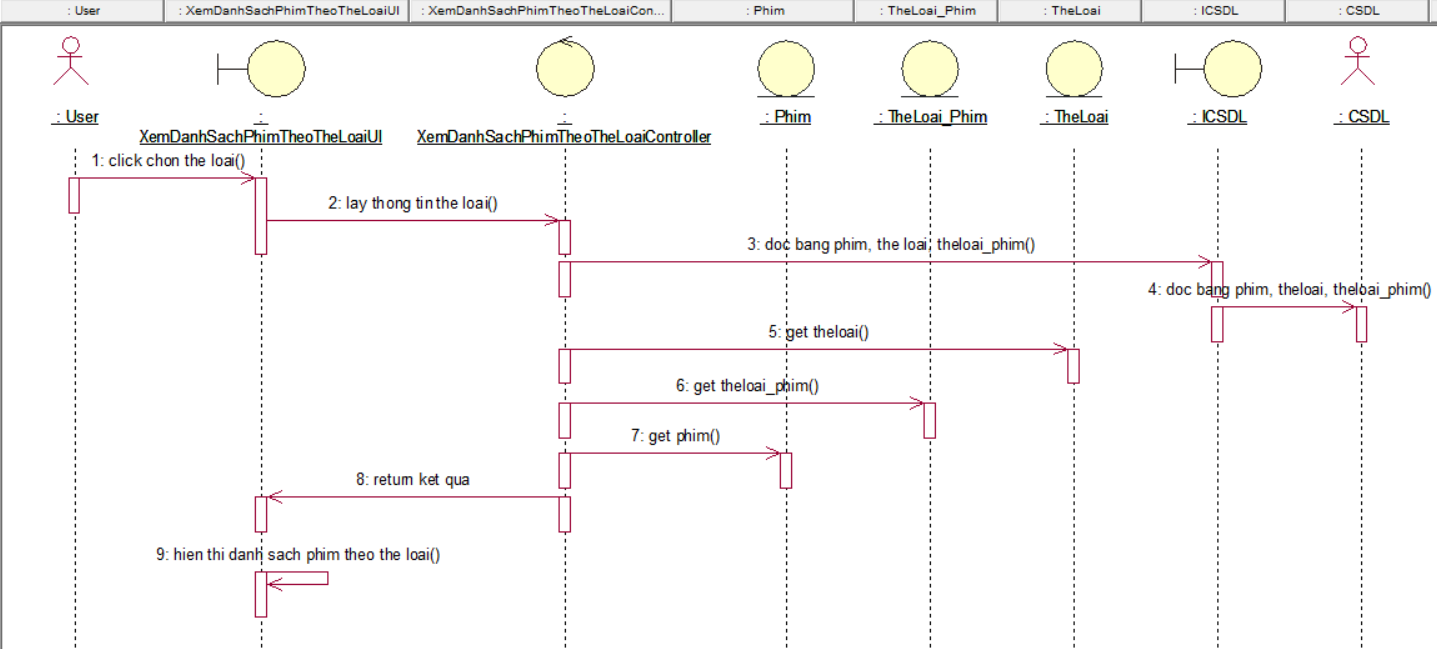 : User
: XemDanhSachPhimTheoTheLoaiUI
: XemDanhSachPhimTheoTheLoaiCon...
: Phim
: TheLoai_Phim
: TheLoai
: ICSDL
: CSDL
: User
:
XemDanhSachPhimTheoTheLoaiUI
:
XemDanhSachPhimTheoTheLoaiController
: Phim
: TheLoai_Phim
: TheLoai
: ICSDL
: CSDL
1: click chon the loai()
2: lay thong tin the loai()
3: doc bang phim, the loai, theloai_phim()
4: doc bang phim, theloai, theloai_phim()
5: get theloai()
6: get theloai_phim()
7: get phim()
8: return ket qua
9: hien thi danh sach phim theo the loai()